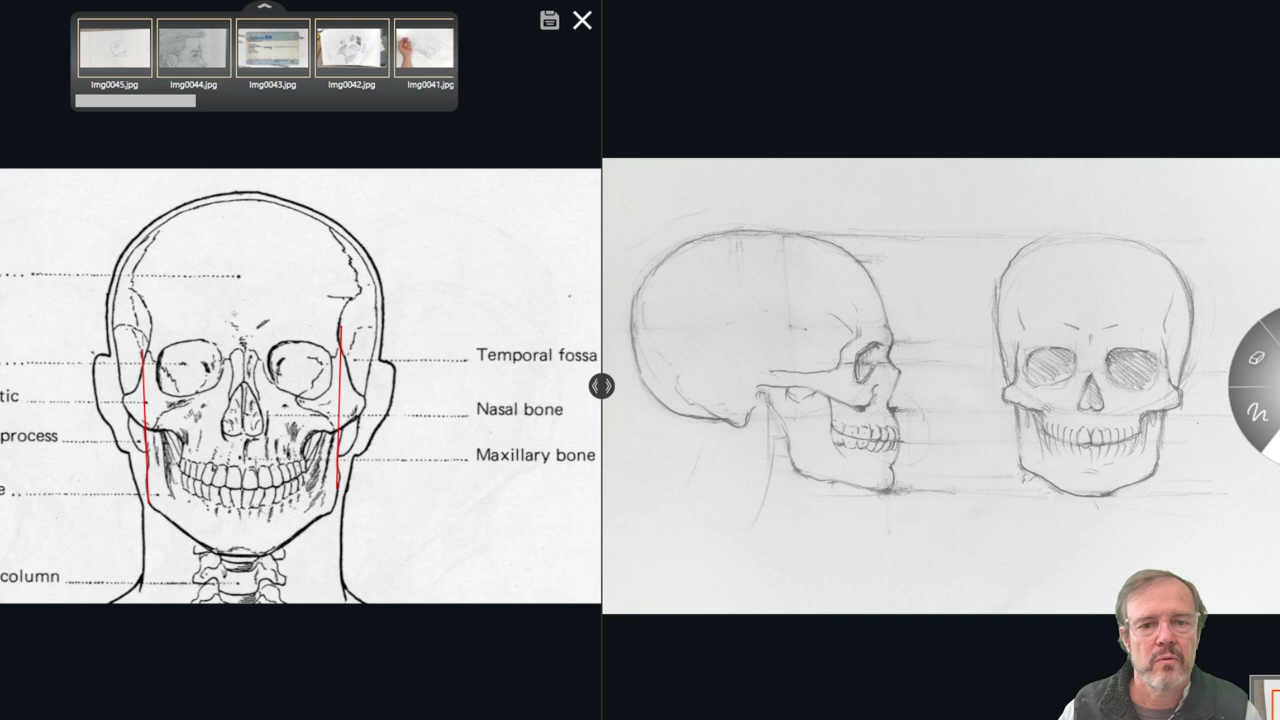 Img0045.jpg
Img0044.jpg
Img0043.jpg
Img0042.jpg
Img0041.jpg
Temporal fossa
tic
Nasal bone
process
Maxillary bone
e
column